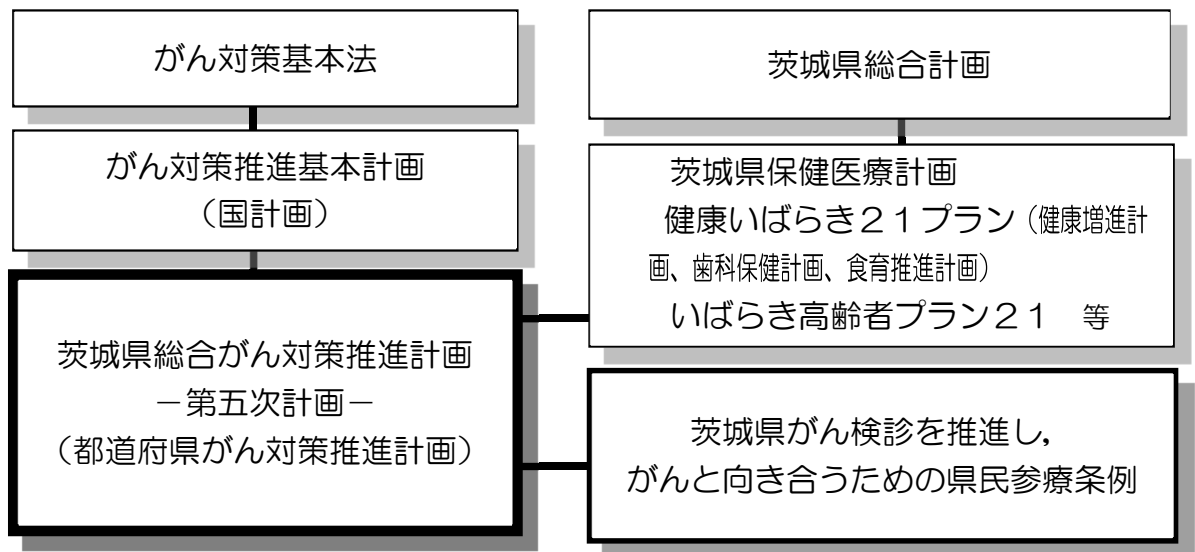 がん対策基本法
がん対策推進基本計画
（国計画）
茨城県総合がん対策推進計画
－第五次計画－
（都道府県がん対策推進計画）
茨城県総合計画
茨城県保健医療計画
健康いばらき２１プラン（健康増進計
画、歯科保健計画、食育推進計画）
いばらき高齢者プラン２１　等
茨城県がん検診を推進し，
がんと向き合うための県民参療条例